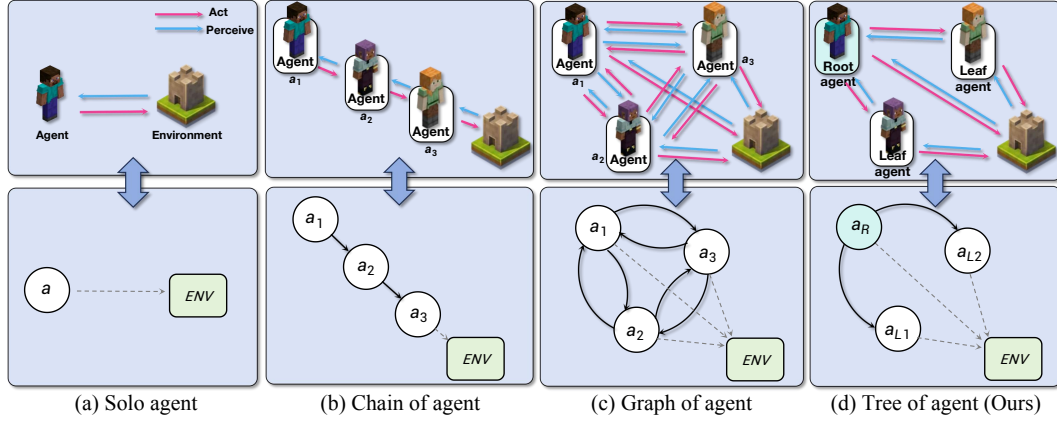 Act
Perceive
Agent
Environment
Agent
a1
Agent
a2
Agent
a3
Agent
a1
Agent
a3
a2
Agent
Root
agent
Leaf
agent
Leaf
agent
a
ENV
a1
a2
a3
ENV
a1
a3
a2
ENV
aR
aL2
aL1
ENV
(a) Solo agent
(b) Chain of agent
(c) Graph of agent
(d) Tree of agent (Ours)